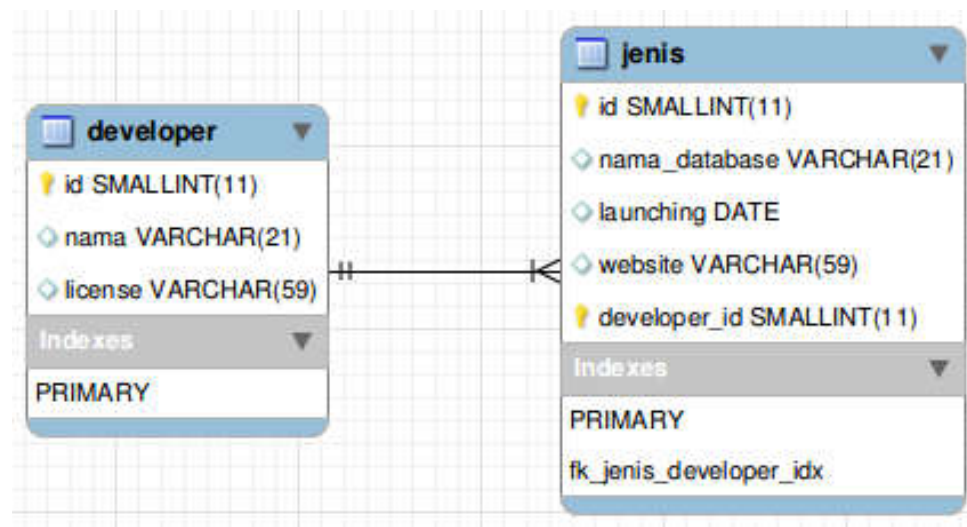 developer
id SMALLINT(11)
nama VARCHAR(21)
license VARCHAR(59)
Indexes
PRIMARY
jenis
id SMALLINT(11)
nama_database VARCHAR(21)
launching DATE
website VARCHAR(59)
developer_id SMALLINT(11)
Indexes
PRIMARY
fk_jenis_developer_idx